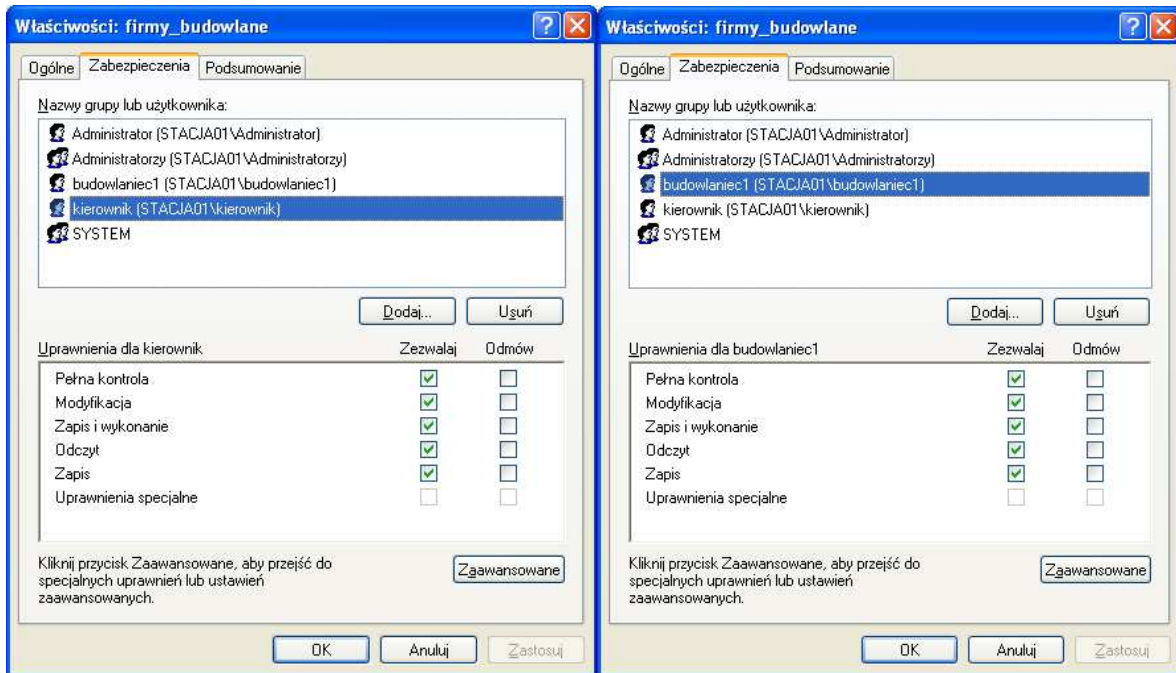 Właściwości: firmy_budowlane
Ogólne Zabezpieczenia Podsumowanie
Nazwy grupy lub użytkownika:
Administrator (STACJA01\Administrator)
Administratorzy (STACJA01\Administratorzy)
budowlaniec1 (STACJA01\budowlaniec1)
kierownik (STACJA01\kierownik)
SYSTEM
Dodaj... Usuń
Uprawnienia dla kierownik Zezwalaj Odmów
Pełna kontrola
Modyfikacja
Zapis i wykonanie
Odczyt
Zapis
Uprawnienia specjalne
Kliknij przycisk Zaawansowane, aby przejść do
specjalnych uprawnień lub ustawień
zaawansowanych.
Zaawansowane
OK Anuluj Zastosuj
Właściwości: firmy_budowlane
Ogólne Zabezpieczenia Podsumowanie
Nazwy grupy lub użytkownika:
Administrator (STACJA01\Administrator)
Administratorzy (STACJA01\Administratorzy)
budowlaniec1 (STACJA01\budowlaniec1)
kierownik (STACJA01\kierownik)
SYSTEM
Dodaj... Usuń
Uprawnienia dla budowlaniec1 Zezwalaj Odmów
Pełna kontrola
Modyfikacja
Zapis i wykonanie
Odczyt
Zapis
Uprawnienia specjalne
Kliknij przycisk Zaawansowane, aby przejść do
specjalnych uprawnień lub ustawień
zaawansowanych.
Zaawansowane
OK Anuluj Zastosuj